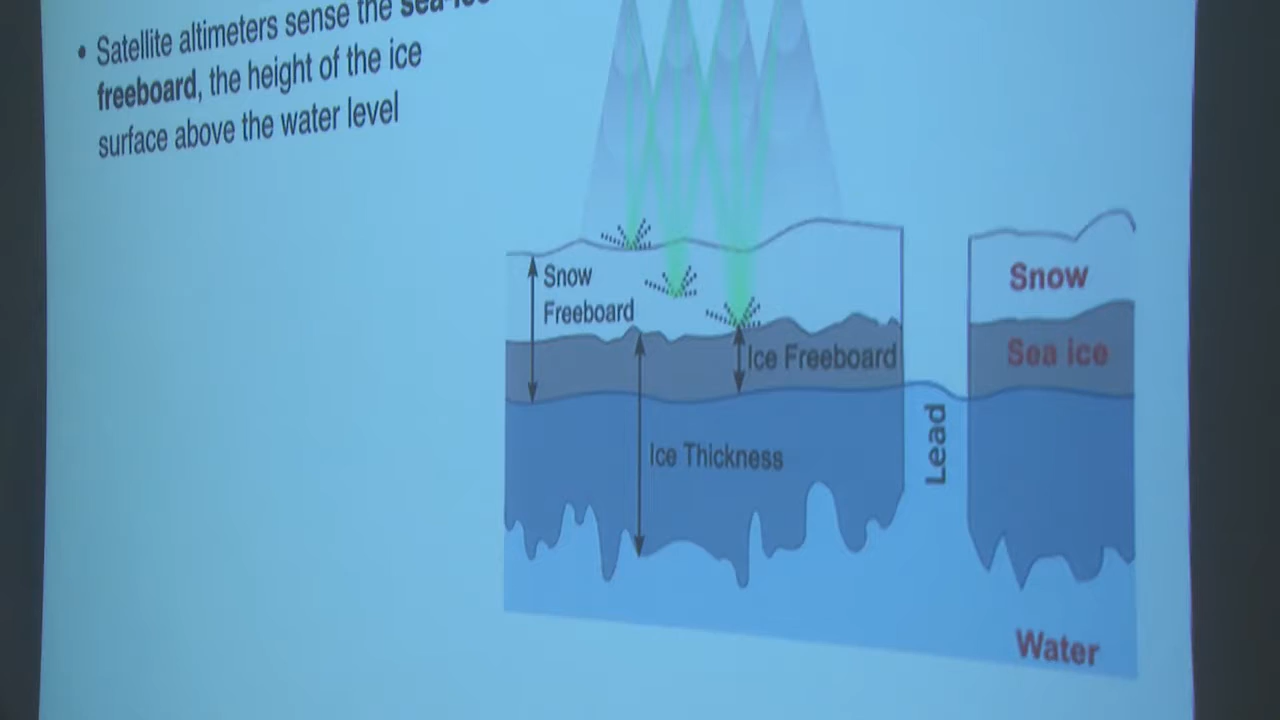 • Satellite altimeters sense the sea-ice
freeboard, the height of the ice
surface above the water level
Snow
Freeboard
Snow
Ice Freeboard
Sea ice
Lead
Ice Thickness
Water